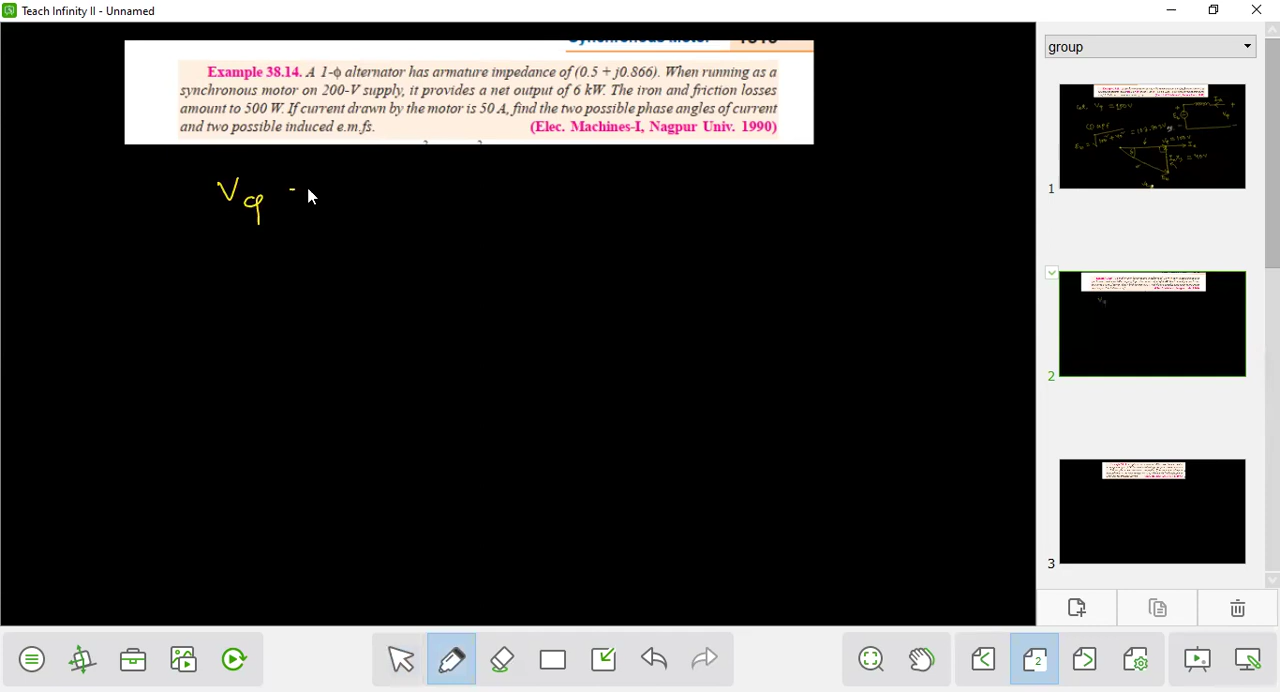 Teach Infinity II - Unnamed
Example 38.14. A 1-ϕ alternator has armature impedance of (0.5 + j0.866). When running as a
synchronous motor on 200-V supply, it provides a net output of 6 kW. The iron and friction losses
amount to 500 W. If current drawn by the motor is 50 A, find the two possible phase angles of current
and two possible induced e.m.fs. (Elec. Machines-I, Nagpur Univ. 1990)
group
1
2
3
2